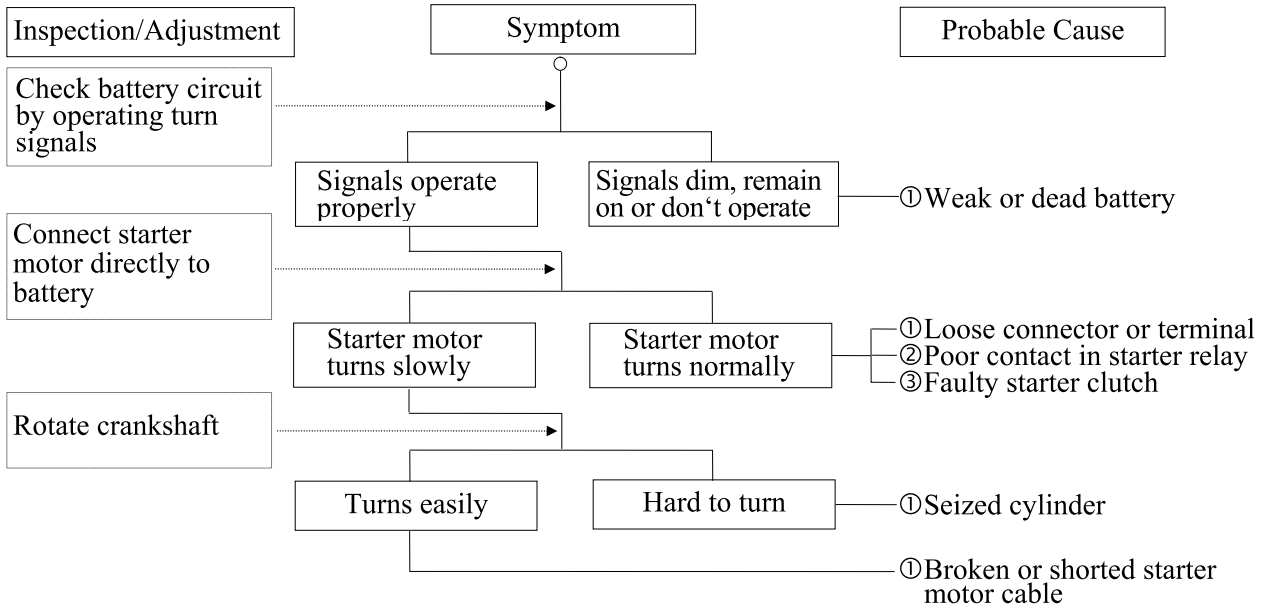 Inspection/Adjustment
Symptom
Probable Cause
Check battery circuit
by operating turn
signals
Signals operate
properly
Signals dim, remain
on or don‘t operate
①Weak or dead battery
Connect starter
motor directly to
battery
Starter motor
turns slowly
Starter motor
turns normally
①Loose connector or terminal
②Poor contact in starter relay
③Faulty starter clutch
Rotate crankshaft
Turns easily
Hard to turn
①Seized cylinder
①Broken or shorted starter
motor cable